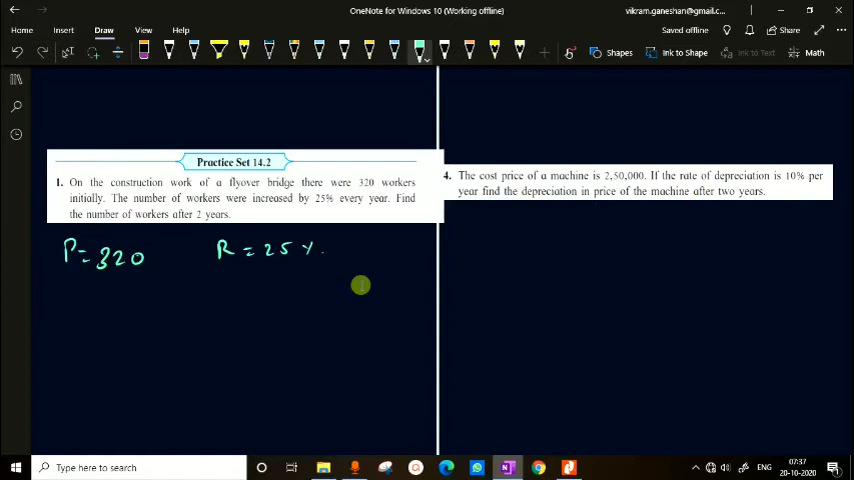 OneNote for Windows 10 (Working offline)
vikram.ganeshan@gmail.c...
Home Insert Draw View Help
Saved offline Share
Shapes Ink to Shape Ink to Text Math
Practice Set 14.2
1. On the construction work of a flyover bridge there were 320 workers
initially. The number of workers were increased by 25% every year. Find
the number of workers after 2 years.
P = 320 R = 25 %.
4. The cost price of a machine is 2,50,000. If the rate of depreciation is 10% per
year find the depreciation in price of the machine after two years.
Type here to search
ENG
07:37
20-10-2020